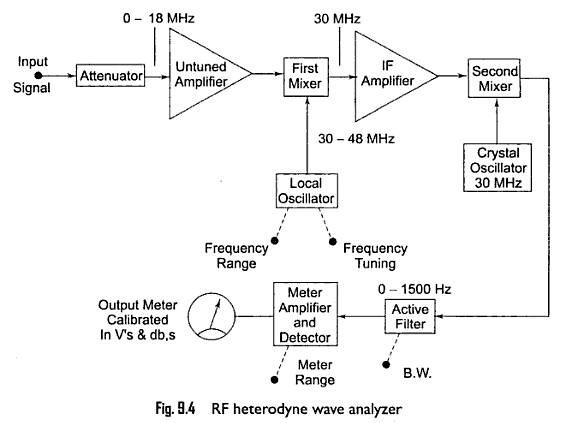 0 – 18 MHz
30 MHz
Input
Signal
Attenuator
Untuned
Amplifier
First
Mixer
IF
Amplifier
Second
Mixer
30 – 48 MHz
Crystal
Oscillator
30 MHz
Local
Oscillator
Frequency
Range
Frequency
Tuning
0 – 1500 Hz
Output Meter
Calibrated
In V's & db,s
Meter
Amplifier
and
Detector
Active
Filter
Meter
Range
B.W.
Fig. 9.4 RF heterodyne wave analyzer